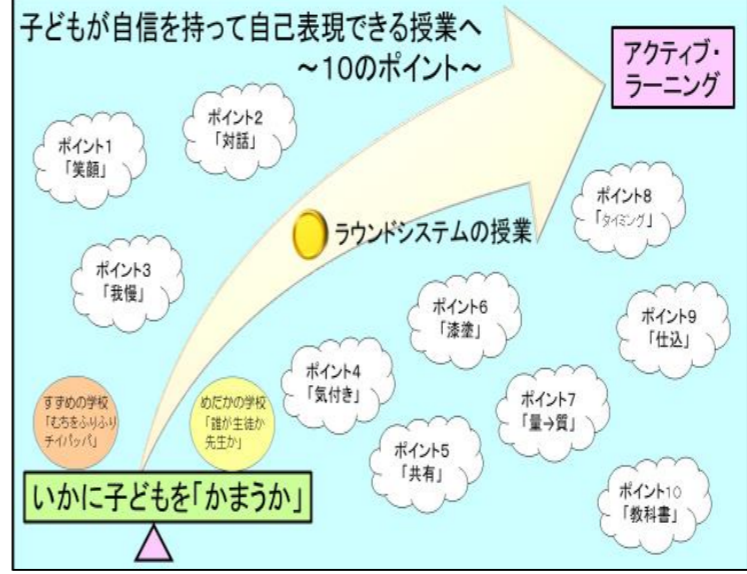 子どもが自信を持って自己表現できる授業へ
～10のポイント～
アクティブ・
ラーニング
ポイント1
「笑顔」
ポイント2
「対話」
ポイント3
「我慢」
ラウンドシステムの授業
ポイント8
「タイミング」
ポイント6
「漆塗」
ポイント9
「仕込」
ポイント4
「気付き」
ポイント7
「量→質」
ポイント5
「共有」
ポイント10
「教科書」
すずめの学校
「むちをふりふり
チイパッパ」
めだかの学校
「誰が生徒か
先生か」
いかに子どもを「かまうか」